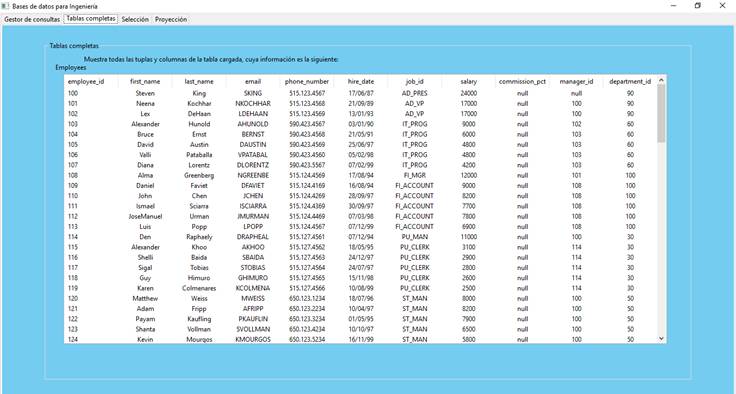 Bases de datos para Ingeniería
Gestor de consultas Tablas completas Selección Proyección
Tablas completas
Muestra todas las tuplas y columnas de la tabla cargada, cuya información es la siguiente:
Employees
employee_id first_name last_name email phone_number hire_date job_id salary commission_pct manager_id department_id
100 Steven King SKING 515.123.4567 17/06/87 AD_PRES 24000 null null 90
101 Neena Kochhar NKOCHHAR 515.123.4568 21/09/89 AD_VP 17000 null 100 90
102 Lex DeHaan LDEHAAN 515.123.4569 13/01/93 AD_VP 17000 null 100 90
103 Alexander Hunold AHUNOLD 590.423.4567 03/01/90 IT_PROG 9000 null 102 60
104 Bruce Ernst BERNST 590.423.4568 21/05/91 IT_PROG 6000 null 103 60
105 David Austin DAUSTIN 590.423.4569 25/06/97 IT_PROG 4800 null 103 60
106 Valli Pataballa VPATABAL 590.423.4560 05/02/98 IT_PROG 4800 null 103 60
107 Diana Lorentz DLORENTZ 590.423.5567 07/02/99 IT_PROG 4200 null 103 60
108 Alma Greenberg NGREENBE 515.124.4569 17/08/94 FI_MGR 12000 null 101 100
109 Daniel Faviet DFAVIET 515.124.4169 16/08/94 FI_ACCOUNT 9000 null 108 100
110 John Chen JCHEN 515.124.4269 28/09/97 FI_ACCOUNT 8200 null 108 100
111 Ismael Sciarra ISCIARRA 515.124.4369 30/09/97 FI_ACCOUNT 7700 null 108 100
112 JoseManuel Urman JMURMAN 515.124.4469 07/03/98 FI_ACCOUNT 7800 null 108 100
113 Luis Popp LPOPP 515.124.4567 07/12/99 FI_ACCOUNT 6900 null 108 100
114 Den Raphaely DRAPHEAL 515.127.4561 07/12/94 PU_MAN 11000 null 100 30
115 Alexander Khoo AKHOO 515.127.4562 18/05/95 PU_CLERK 3100 null 114 30
116 Shelli Baida SBAIDA 515.127.4563 24/12/97 PU_CLERK 2900 null 114 30
117 Sigal Tobias STOBIAS 515.127.4564 24/07/97 PU_CLERK 2800 null 114 30
118 Guy Himuro GHIMURO 515.127.4565 15/11/98 PU_CLERK 2600 null 114 30
119 Karen Colmenares KCOLMENA 515.127.4566 10/08/99 PU_CLERK 2500 null 114 30
120 Matthew Weiss MWEISS 650.123.1234 18/07/96 ST_MAN 8000 null 100 50
121 Adam Fripp AFRIPP 650.123.2234 10/04/97 ST_MAN 8200 null 100 50
122 Payam Kaufling PKAUFLIN 650.123.3234 01/05/95 ST_MAN 7900 null 100 50
123 Shanta Vollman SVOLLMAN 650.123.4234 10/10/97 ST_MAN 6500 null 100 50
124 Kevin Mourgos KMOURGOS 650.123.5234 16/11/99 ST_MAN 5800 null 100 50